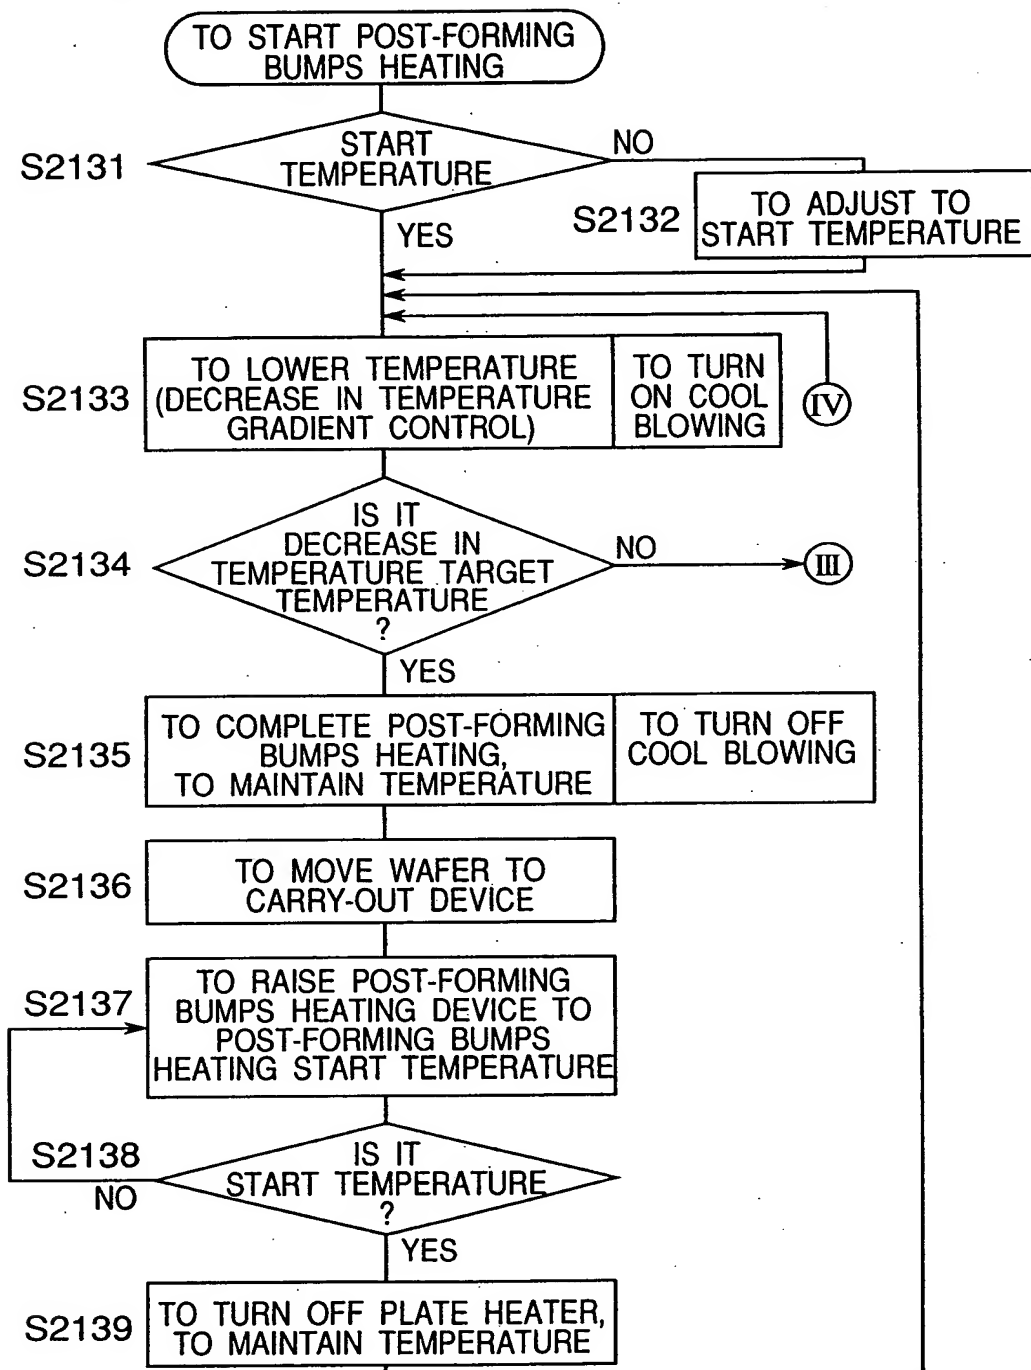 TO START POST-FORMING
BUMPS HEATING
S2131
START
TEMPERATURE
NO
YES
S2132
TO ADJUST TO
START TEMPERATURE
S2133
TO LOWER TEMPERATURE
(DECREASE IN TEMPERATURE
GRADIENT CONTROL)
TO TURN
ON COOL
BLOWING
IV
S2134
IS IT
DECREASE IN
TEMPERATURE TARGET
TEMPERATURE
?
NO
III
YES
S2135
TO COMPLETE POST-FORMING
BUMPS HEATING,
TO MAINTAIN TEMPERATURE
TO TURN OFF
COOL BLOWING
S2136
TO MOVE WAFER TO
CARRY-OUT DEVICE
S2137
TO RAISE POST-FORMING
BUMPS HEATING DEVICE TO
POST-FORMING BUMPS
HEATING START TEMPERATURE
S2138
NO
IS IT
START TEMPERATURE
?
YES
S2139
TO TURN OFF PLATE HEATER,
TO MAINTAIN TEMPERATURE